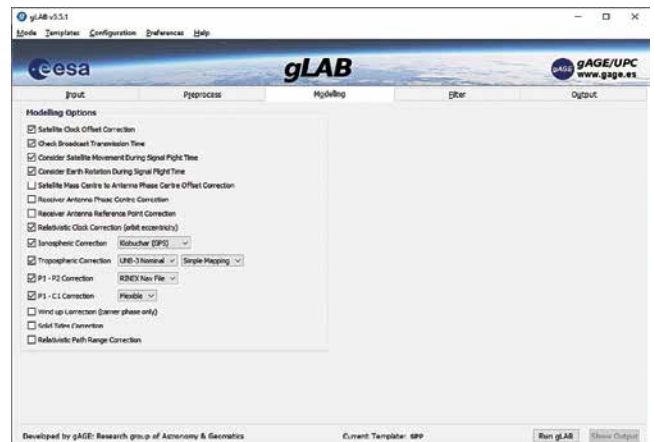 gLAB v5.5.1
Mode Templates Configuration Preferences Help
esa
gLAB
gAGE
gAGE/UPC
www.gage.es
Input Preprocess Modeling Filter Output
Modelling Options
Satellite Clock Offset Correction
Check Broadcast Transmission Time
Consider Satellite Movement During Signal Flight Time
Consider Earth Rotation During Signal Flight Time
Satellite Mass Centre to Antenna Phase Centre Offset Correction
Receiver Antenna Phase Centre Correction
Receiver Antenna Reference Point Correction
Relativistic Clock Correction (orbit eccentricity)
Ionospheric Correction Klobuchar (GPS)
Tropospheric Correction UNB-3 Nominal Simple Mapping
P1 - P2 Correction RINEX Nav File
P1 - C1 Correction Flexible
Wind up Correction (carrier phase only)
Solid Tides Correction
Relativistic Path Range Correction
Developed by gAGE: Research group of Astronomy & Geomatics Current Template: SPP Run gLAB Show Output